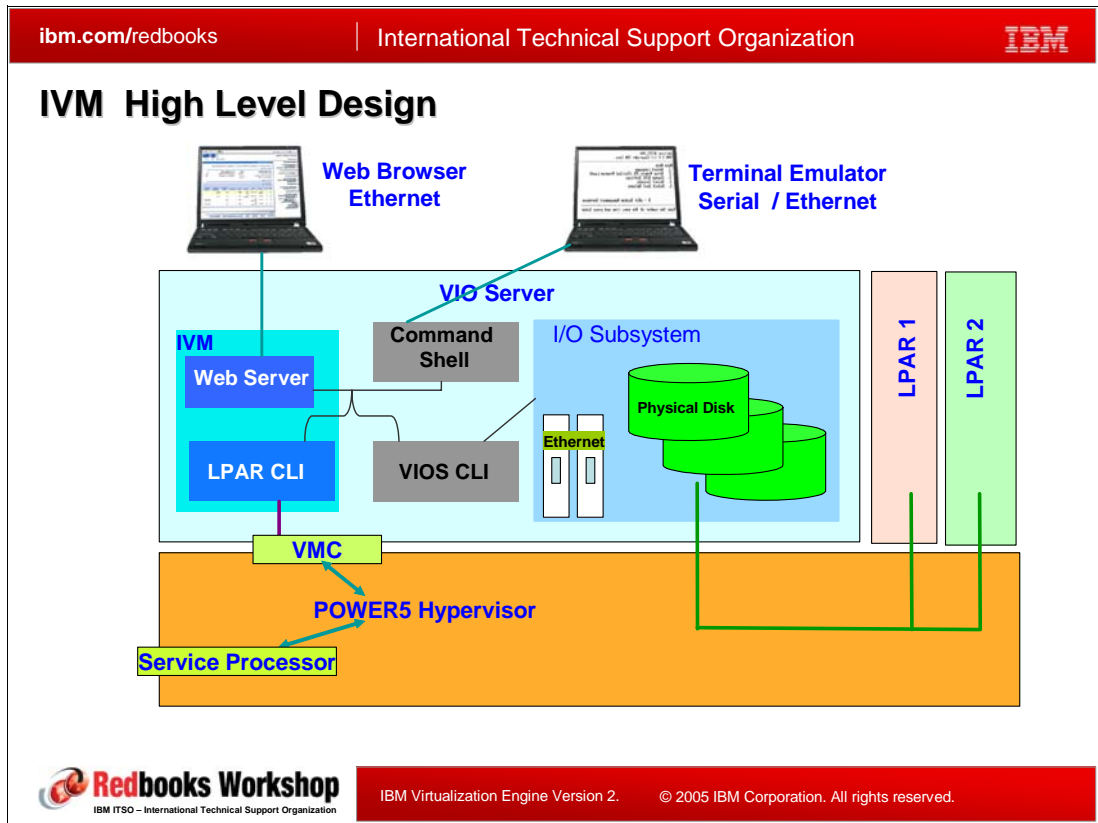 ibm.com/redbooks
International Technical Support Organization
IBM
IVM High Level Design
Web Browser
Ethernet
Terminal Emulator
Serial / Ethernet
VIO Server
IVM
Web Server
Command
Shell
I/O Subsystem
Physical Disk
Ethernet
LPAR CLI
VIOS CLI
LPAR 1
LPAR 2
VMC
POWER5 Hypervisor
Service Processor
Redbooks Workshop
IBM ITSO – International Technical Support Organization
IBM Virtualization Engine Version 2.
© 2005 IBM Corporation. All rights reserved.